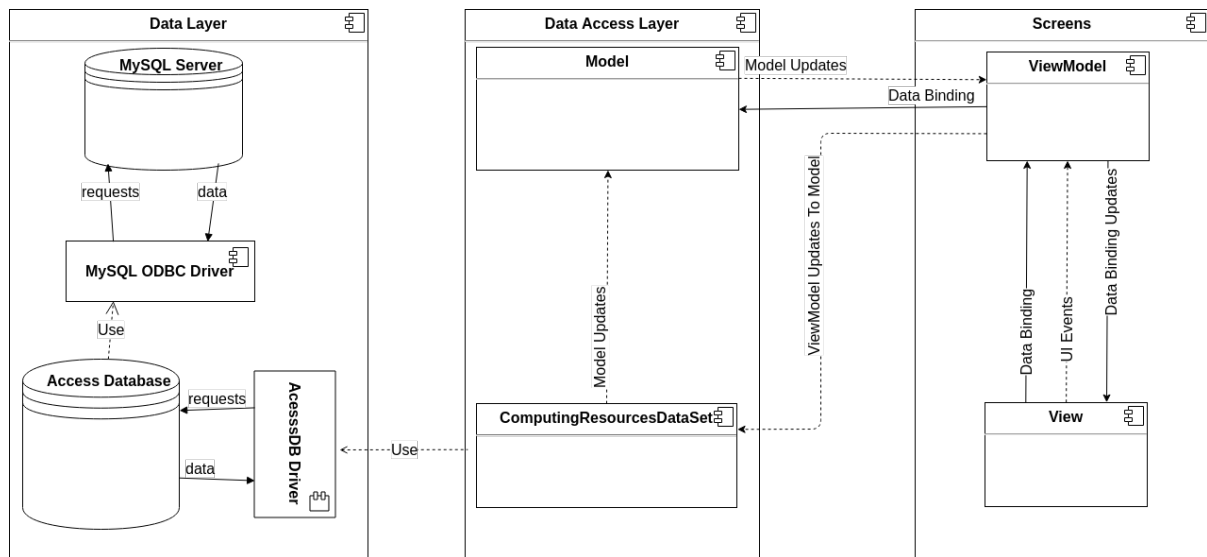 Data Layer
MySQL Server
requests
data
MySQL ODBC Driver
Use
Access Database
requests
data
AcesssDB Driver
Use
Data Access Layer
Model
Model Updates
Data Binding
Model Updates
ViewModel Updates To Model
ComputingResourcesDataSet
Screens
ViewModel
Data Binding
UI Events
Data Binding Updates
View